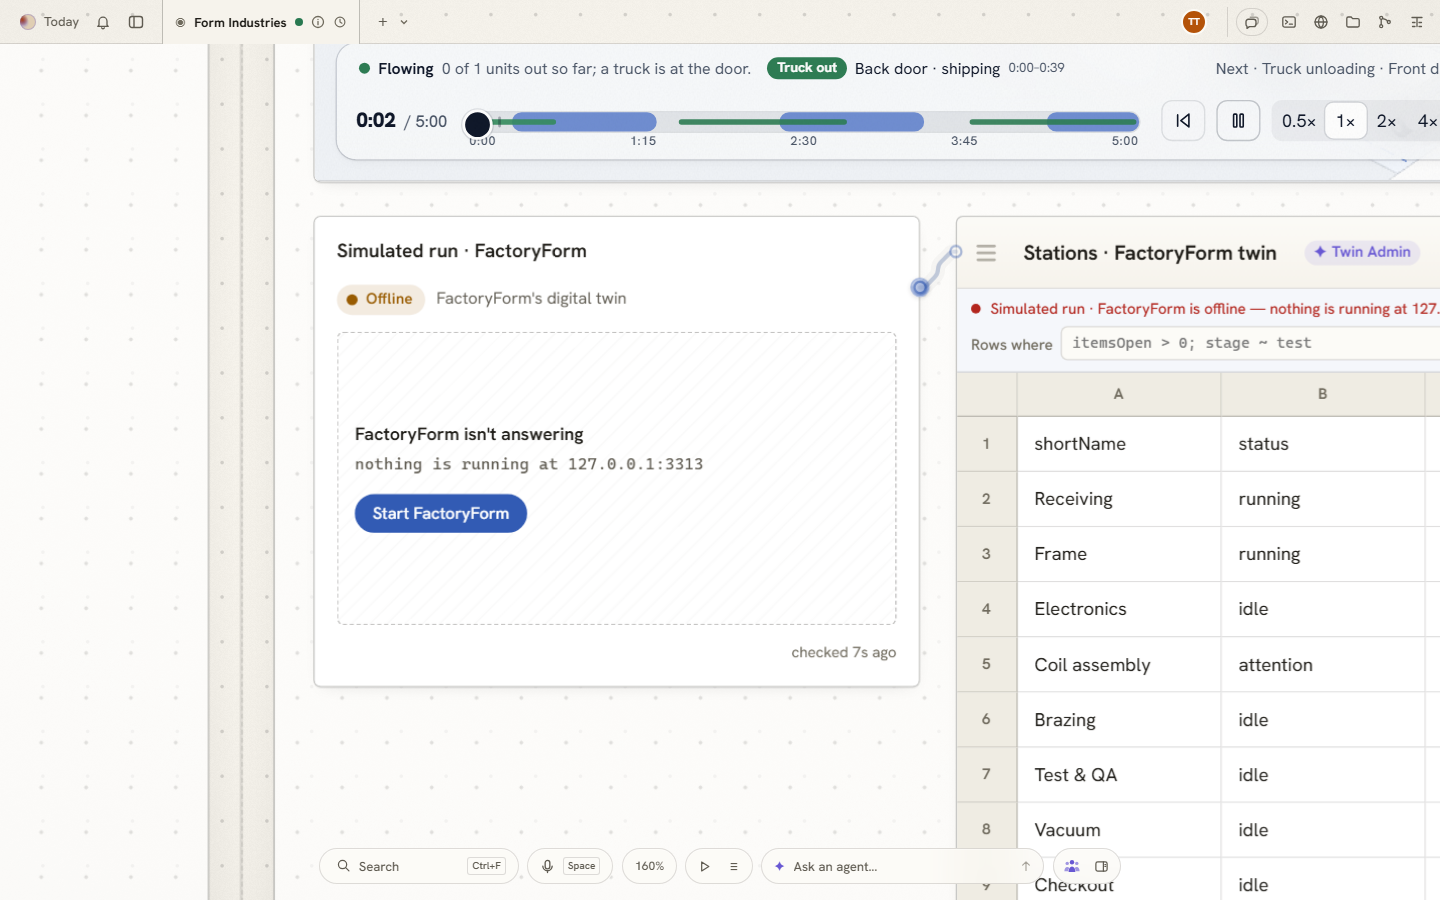 Today
Form Industries
TT
Flowing 0 of 1 units out so far; a truck is at the door. Truck out Back door · shipping 0:00–0:39 Next · Truck unloading · Front d
0:02 / 5:00
0.5× 1× 2× 4×
0:00 1:15 2:30 3:45 5:00
Simulated run · FactoryForm
Offline FactoryForm's digital twin
FactoryForm isn't answering
nothing is running at 127.0.0.1:3313
Start FactoryForm
checked 7s ago
Stations · FactoryForm twin Twin Admin
Simulated run · FactoryForm is offline — nothing is running at 127.
Rows where itemsOpen > 0; stage ~ test
A B
1 shortName status
2 Receiving running
3 Frame running
4 Electronics idle
5 Coil assembly attention
6 Brazing idle
7 Test & QA idle
8 Vacuum idle
9 Checkout idle
Search Ctrl+F Space 160% Ask an agent...